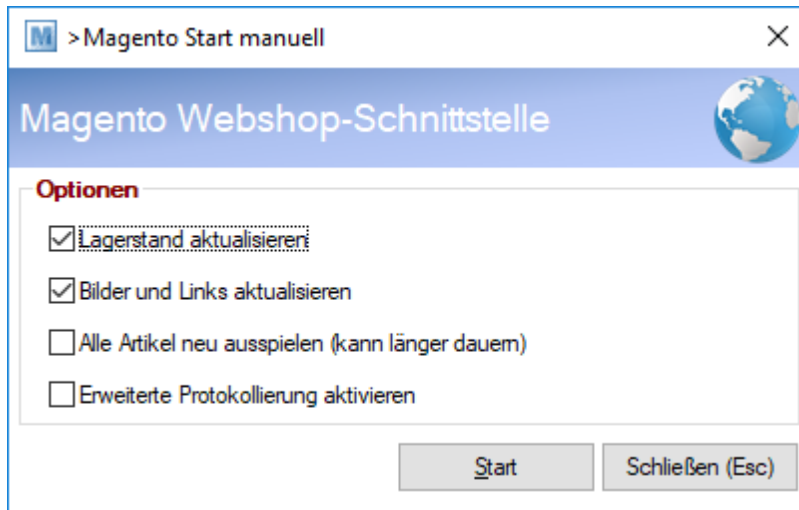 M >Magento Start manuell
Magento Webshop-Schnittstelle
Optionen
Lagerstand aktualisieren
Bilder und Links aktualisieren
Alle Artikel neu ausspielen (kann länger dauern)
Erweiterte Protokollierung aktivieren
Start Schließen (Esc)